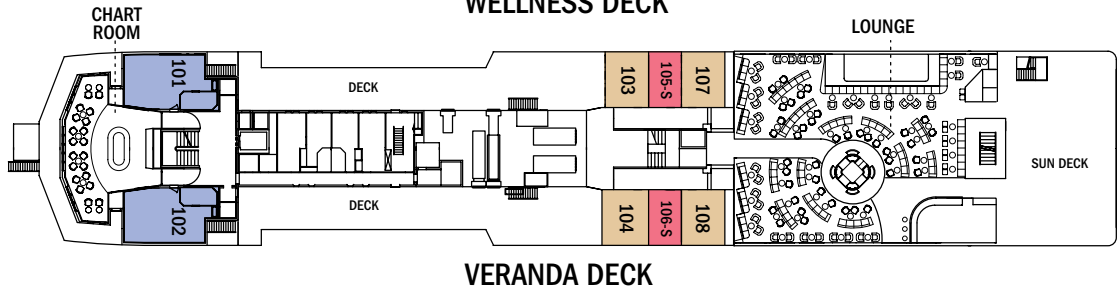 WELLNESS DECK
CHART
ROOM
LOUNGE
101
DECK
103
105-S
107
SUN DECK
102
DECK
104
106-S
108
VERANDA DECK